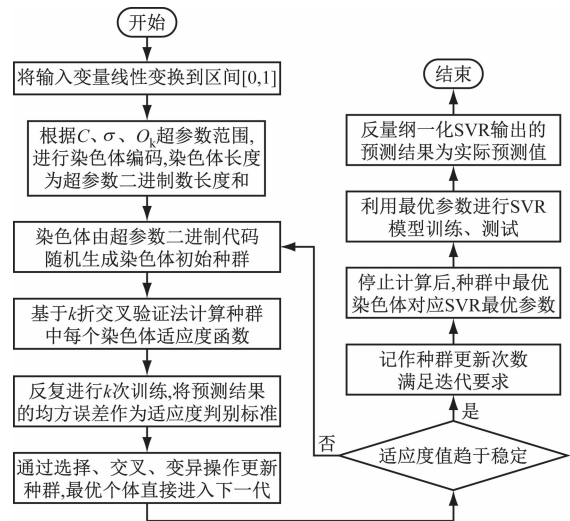 开始
将输入变量线性变换到区间[0,1]
根据C、σ、Ok超参数范围,
进行染色体编码,染色体长度
为超参数二进制数长度和
染色体由超参数二进制代码
随机生成染色体初始种群
基于k折交叉验证法计算种群
中每个染色体适应度函数
反复进行k次训练,将预测结果
的均方误差作为适应度判别标准
通过选择、交叉、变异操作更新
种群,最优个体直接进入下一代
适应度值趋于稳定
否
是
记作种群更新次数
满足迭代要求
停止计算后,种群中最优
染色体对应SVR最优参数
利用最优参数进行SVR
模型训练、测试
反量纲一化SVR输出的
预测结果为实际预测值
结束